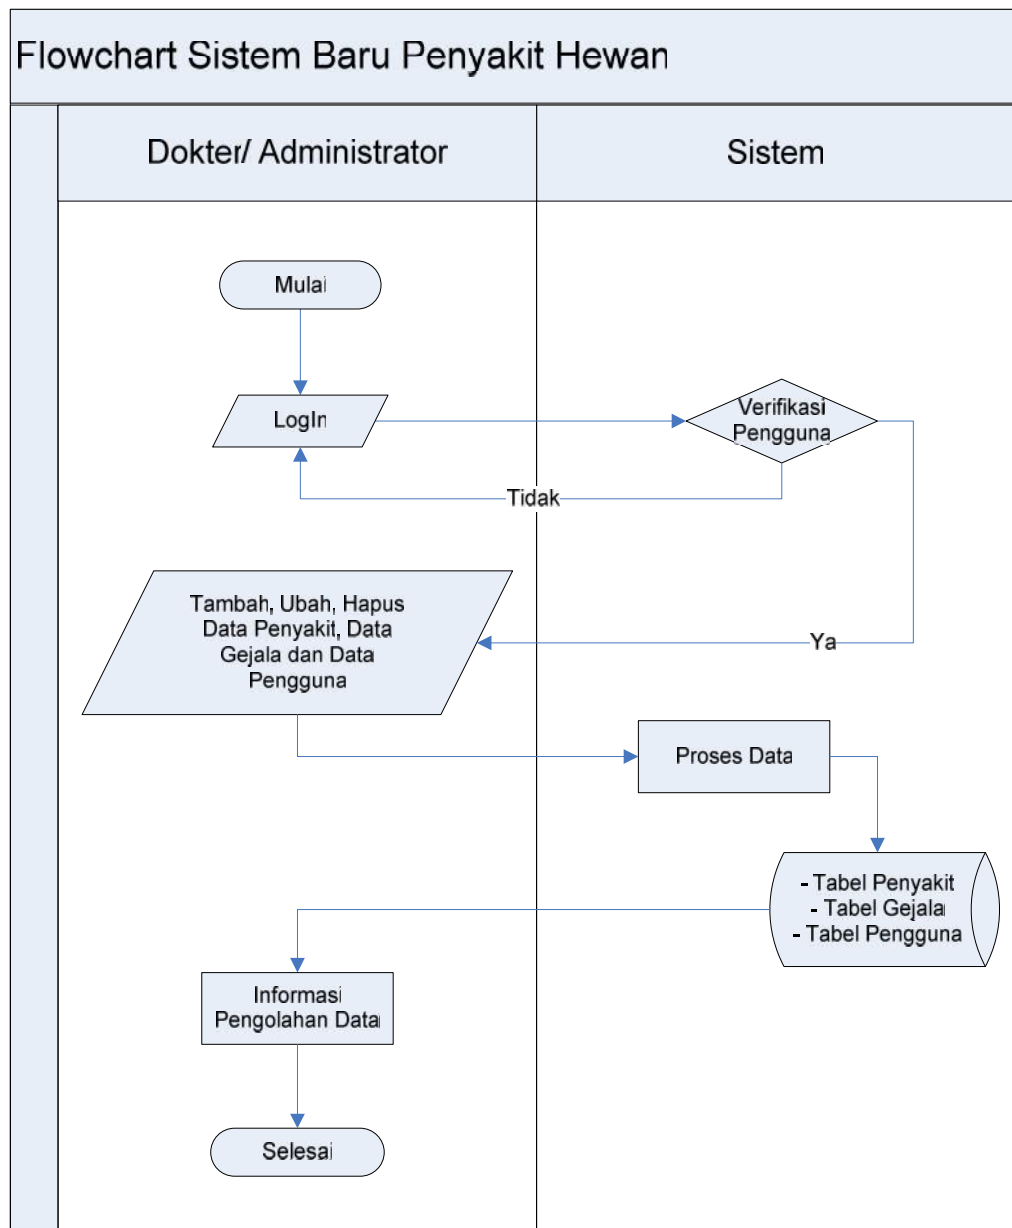 Flowchart Sistem Baru Penyakit Hewan
Dokter/ Administrator
Sistem
Mulai
LogIn
Verifikasi
Pengguna
Tidak
Tambah, Ubah, Hapus
Data Penyakit, Data
Gejala dan Data
Pengguna
Ya
Proses Data
- Tabel Penyakit
- Tabel Gejala
- Tabel Pengguna
Informasi
Pengolahan Data
Selesai